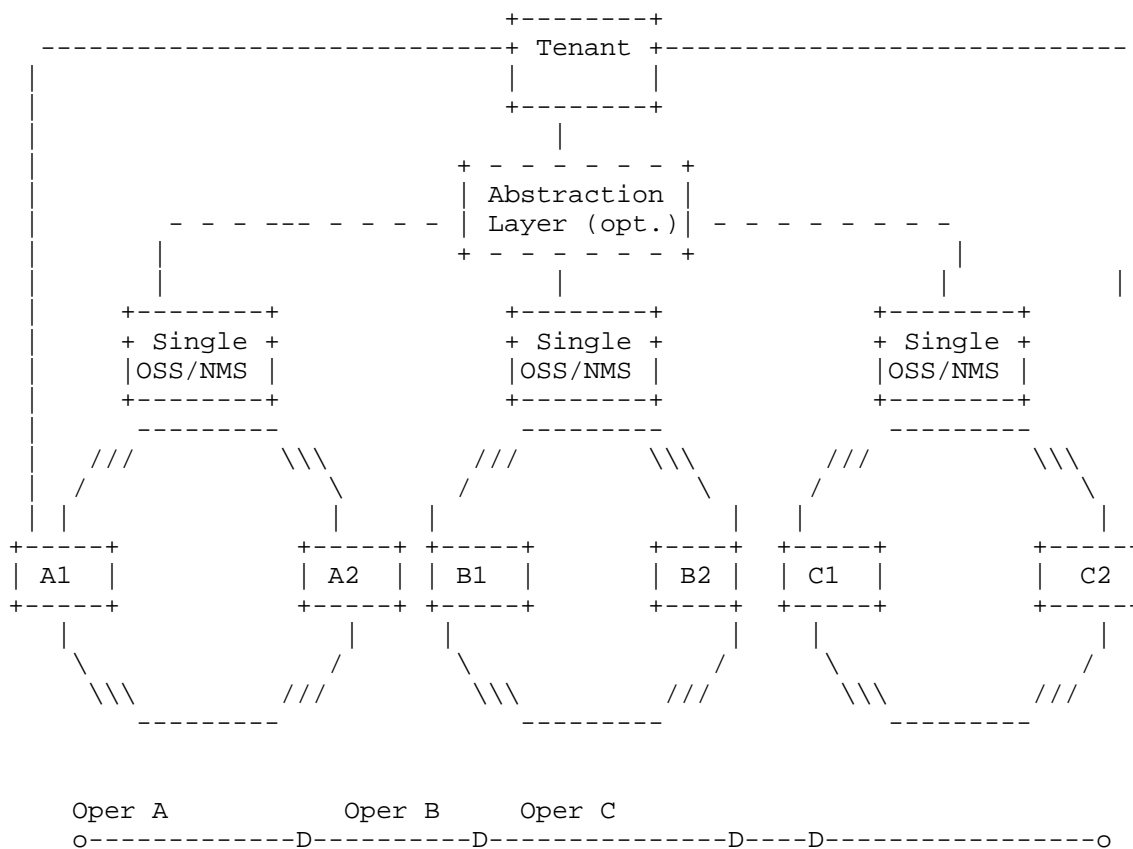 Tenant
Abstraction
Layer (opt.)
Single Single Single
OSS/NMS OSS/NMS OSS/NMS
A1 A2 B1 B2 C1 C2
Oper A Oper B Oper C
o-------------D----------D---------------D----D-----------------o